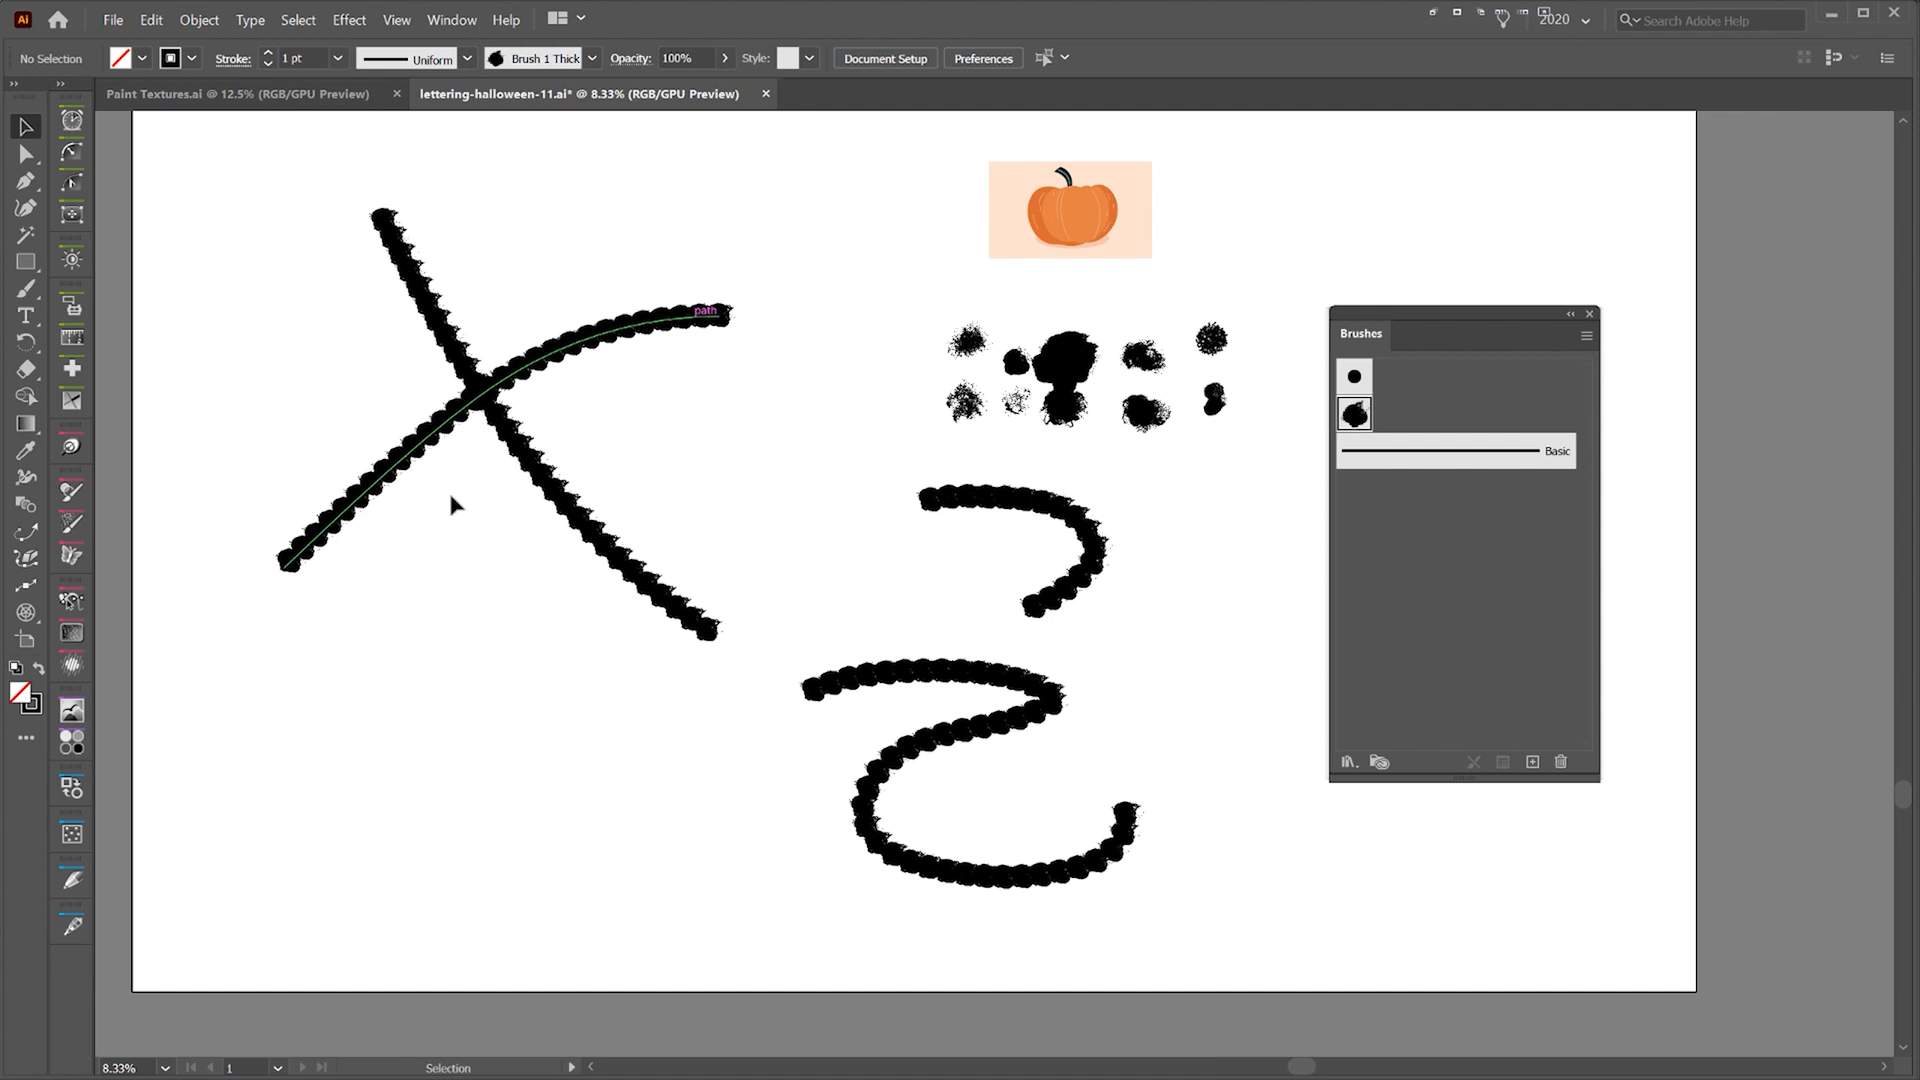 Ai File Edit Object Type Select Effect View Window Help 2020 Search Adobe Help
No Selection Stroke: 1 pt Uniform Brush 1 Thick Opacity: 100% Style: Document Setup Preferences
Paint Textures.ai @ 12.5% (RGB/GPU Preview) lettering-halloween-11.ai* @ 8.33% (RGB/GPU Preview)
path
Brushes
Basic
8.33% 1 Selection